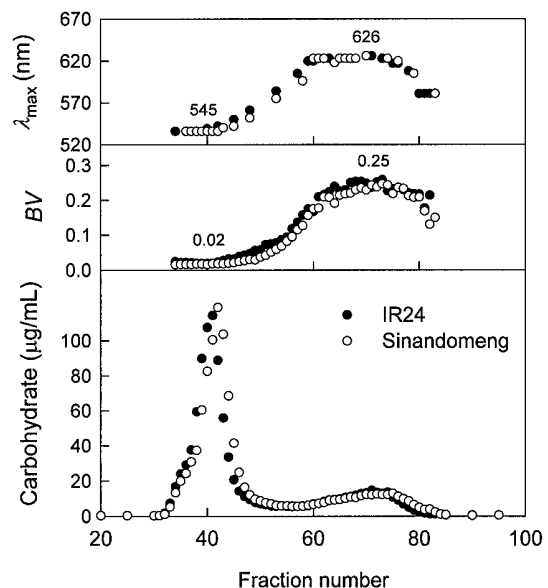 670
620
570
520
λmax (nm)
545
626
0.3
0.2
0.1
0.0
BV
0.02
0.25
100
80
60
40
20
0
Carbohydrate (µg/mL)
IR24
Sinandomeng
20 40 60 80 100
Fraction number